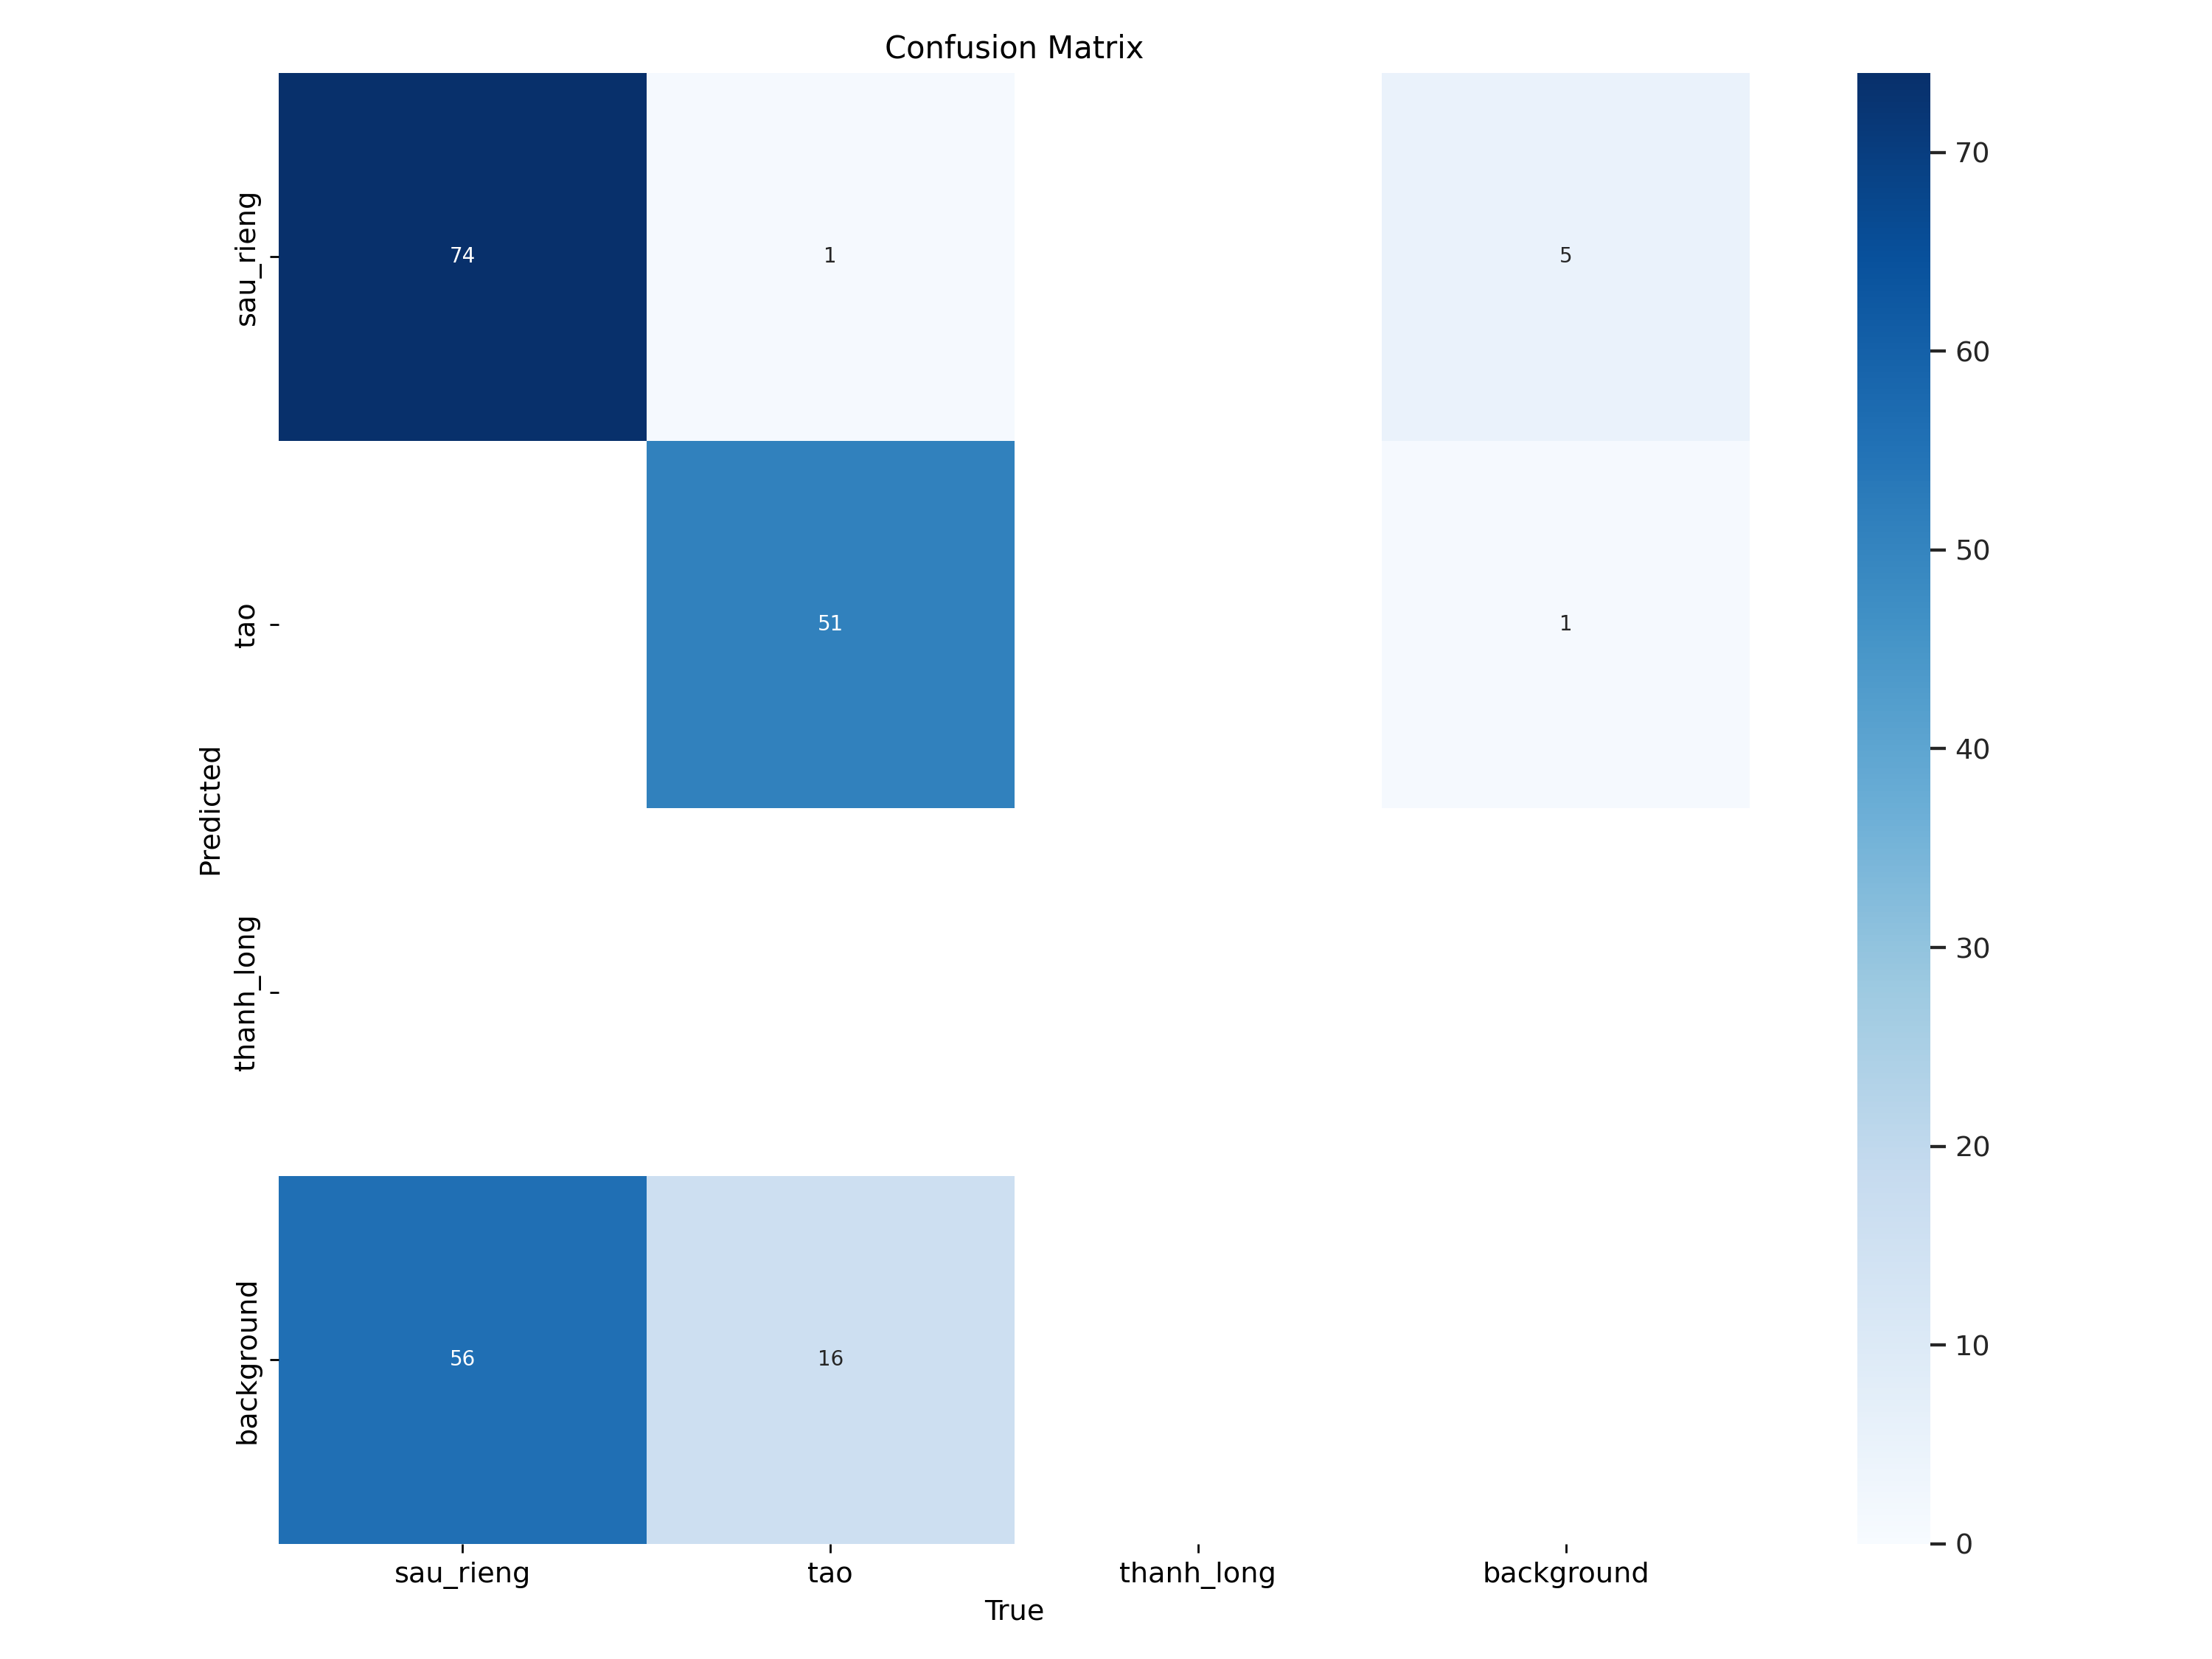 Confusion Matrix
sau_rieng
74
1
5
70
60
50
40
30
20
10
0
tao
51
1
Predicted
thanh_long
background
56
16
sau_rieng
tao
thanh_long
background
True